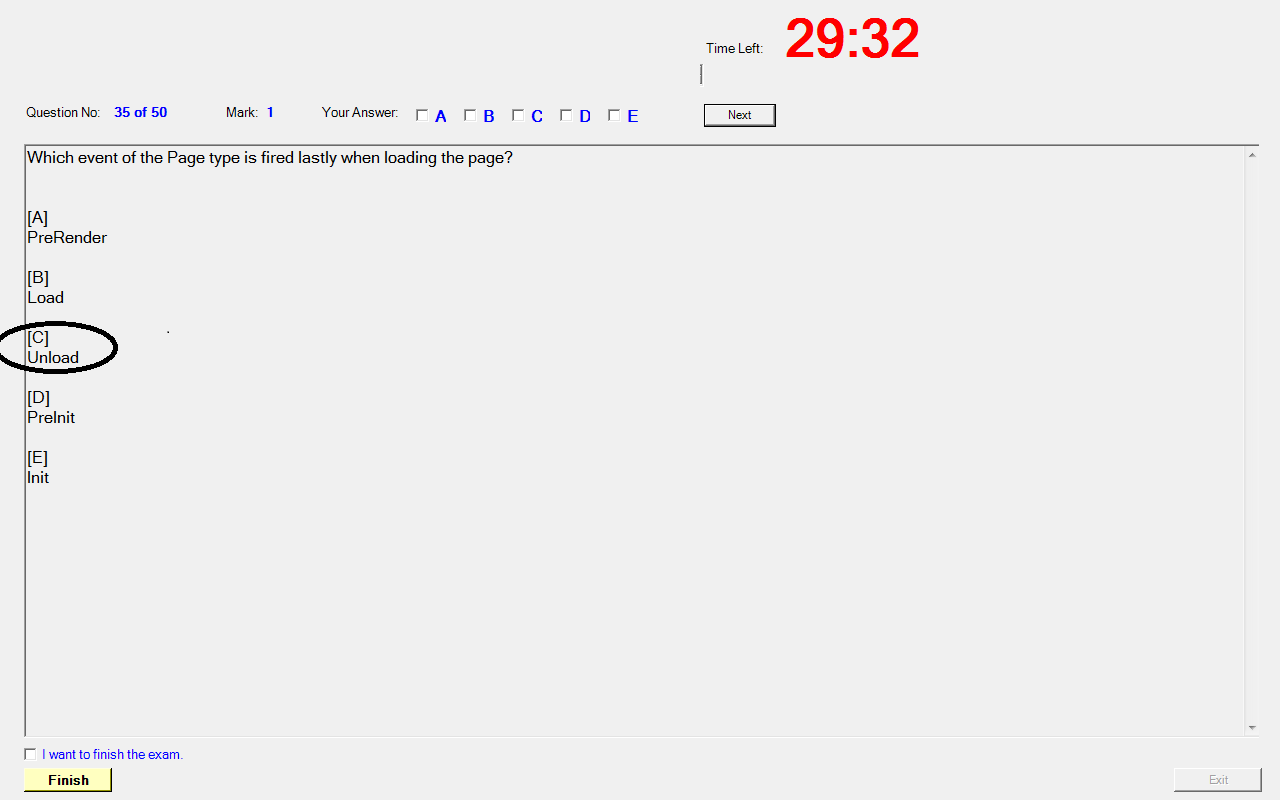 29:32
Time Left:
Question No: 35 of 50 Mark: 1 Your Answer: A B C D E Next
Which event of the Page type is fired lastly when loading the page?
[A]
PreRender
[B]
Load
[C]
Unload
[D]
PreInit
[E]
Init
I want to finish the exam.
Finish
Exit